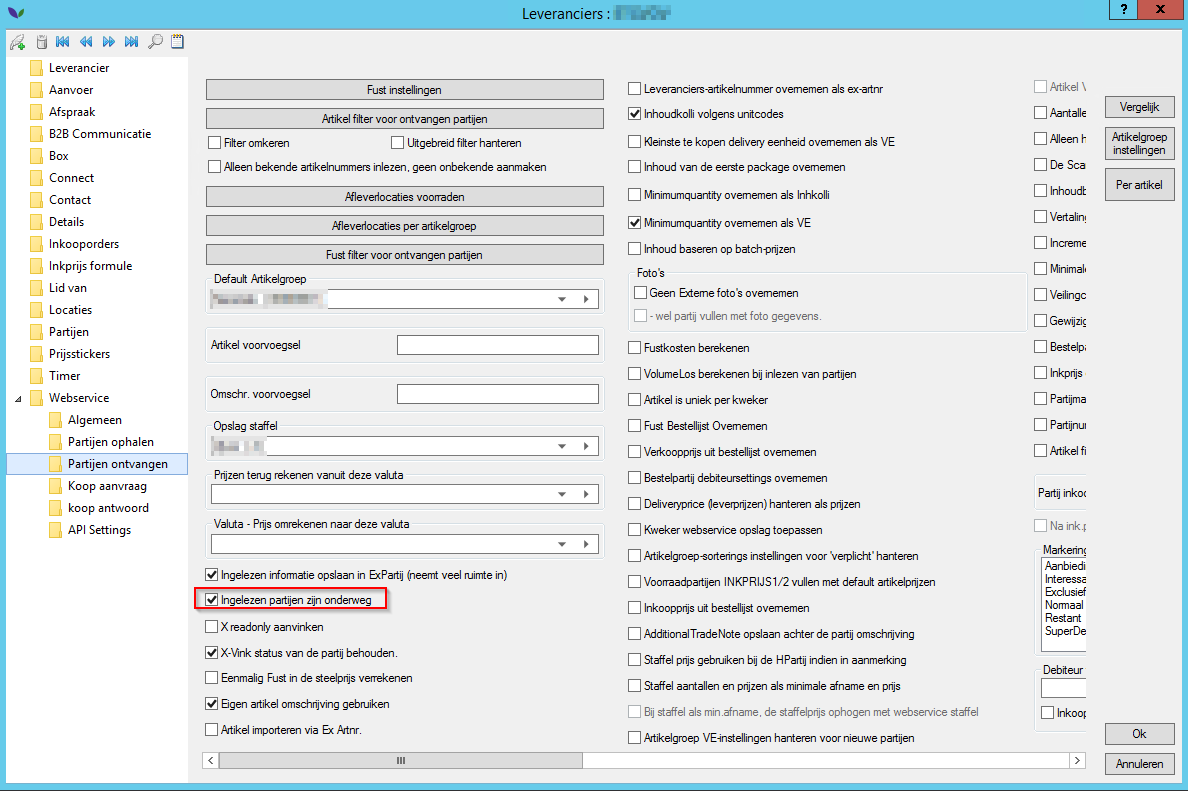 Leveranciers :
?
X
Leverancier
Aanvoer
Afspraak
B2B Communicatie
Box
Connect
Contact
Details
Inkooporders
Inkprijs formule
Lid van
Locaties
Partijen
Prijsstickers
Timer
Webservice
Algemeen
Partijen ophalen
Partijen ontvangen
Koop aanvraag
koop antwoord
API Settings
Fust instellingen
Artikel filter voor ontvangen partijen
Filter omkeren
Uitgebreid filter hanteren
Alleen bekende artikelnummers inlezen, geen onbekende aanmaken
Afleverlocaties voorraden
Afleverlocaties per artikelgroep
Fust filter voor ontvangen partijen
Default Artikelgroep
Artikel voorvoegsel
Omschr. voorvoegsel
Opslag staffel
Prijzen terug rekenen vanuit deze valuta
Valuta - Prijs omrekenen naar deze valuta
Ingelezen informatie opslaan in ExPartij (neemt veel ruimte in)
Ingelezen partijen zijn onderweg
X readonly aanvinken
X-Vink status van de partij behouden.
Eenmalig Fust in de steelprijs verrekenen
Eigen artikel omschrijving gebruiken
Artikel importeren via Ex Artnr.
Leveranciers-artikelnummer overnemen als ex-artnr
Inhoudkolli volgens unitcodes
Kleinste te kopen delivery eenheid overnemen als VE
Inhoud van de eerste package overnemen
Minimumquantity overnemen als Inhkolli
Minimumquantity overnemen als VE
Inhoud baseren op batch-prijzen
Foto's
Geen Externe foto's overnemen
- wel partij vullen met foto gegevens.
Fustkosten berekenen
VolumeLos berekenen bij inlezen van partijen
Artikel is uniek per kweker
Fust Bestellijst Overnemen
Verkoopprijs uit bestellijst overnemen
Bestelpartij debiteursettings overnemen
Deliveryprice (leverprijzen) hanteren als prijzen
Kweker webservice opslag toepassen
Artikelgroep-sorterings instellingen voor 'verplicht' hanteren
Voorraadpartijen INKPRIJS1/2 vullen met default artikelprijzen
Inkoopprijs uit bestellijst overnemen
AdditionalTradeNote opslaan achter de partij omschrijving
Staffel prijs gebruiken bij de HPartij indien in aanmerking
Staffel aantallen en prijzen als minimale afname en prijs
Bij staffel als min.afname, de staffelprijs ophogen met webservice staffel
Artikelgroep VE-instellingen hanteren voor nieuwe partijen
Artikel V
Aantalle
Alleen h
De Sca
Inhoudb
Vertaling
Increme
Minimale
Veilingc
Gewijzig
Bestelpa
Inkprijs
Partijma
Partijnur
Artikel fi
Partij inkoo
Na ink.p
Markering
Aanbiedi
Interessa
Exclusief
Normaal
Restant
SuperDe
Debiteur
Inkoop
Vergelijk
Artikelgroep
instellingen
Per artikel
Ok
Annuleren